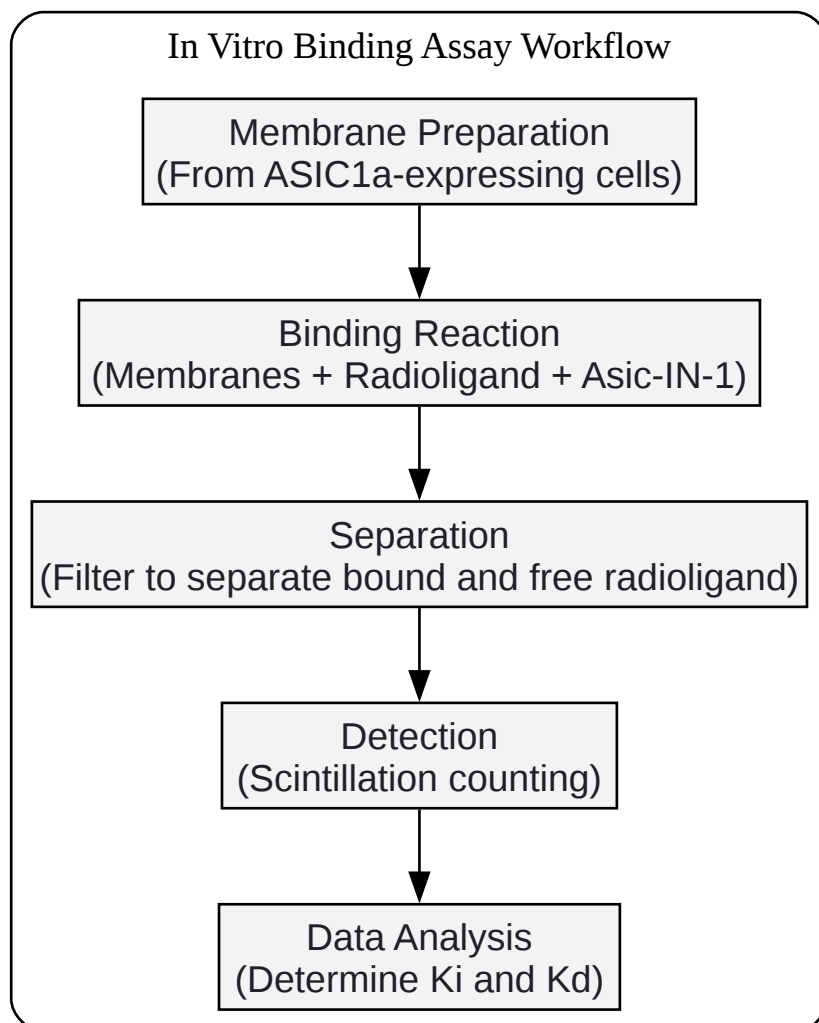 In Vitro Binding Assay Workflow
Membrane Preparation
(From ASIC1a-expressing cells)
Binding Reaction
(Membranes + Radioligand + Asic-IN-1)
Separation
(Filter to separate bound and free radioligand)
Detection
(Scintillation counting)
Data Analysis
(Determine Ki and Kd)